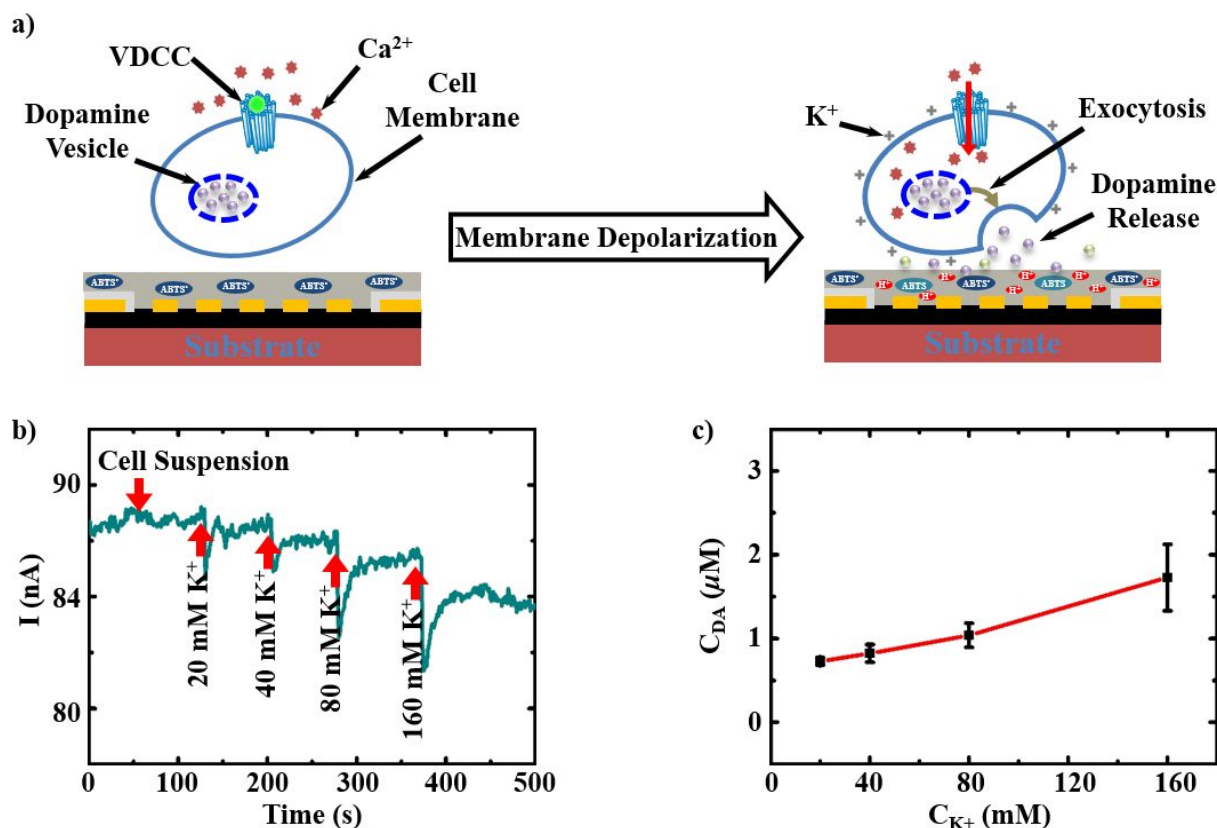 a)
VDCC
Ca²⁺
Cell
Membrane
Dopamine
Vesicle
ABTS•
ABTS•
ABTS•
ABTS•
ABTS•
Substrate
Membrane Depolarization
K⁺
Exocytosis
Dopamine
Release
ABTS•
H⁺
ABTS
H⁺
ABTS•
H⁺
H⁺
ABTS
H⁺
H⁺
ABTS•
H⁺
Substrate
b)
Cell Suspension
20 mM K⁺
40 mM K⁺
80 mM K⁺
160 mM K⁺
I (nA)
90
84
80
0
100
200
300
400
500
Time (s)
c)
C_DA (µM)
3
2
1
0
0
40
80
120
160
C_K+ (mM)